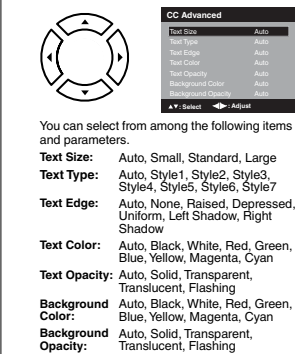 CC Advanced
Text Size Auto
Text Type Auto
Text Edge Auto
Text Color Auto
Text Opacity Auto
Background Color Auto
Background Opacity Auto
▲▼: Select ◀▶: Adjust
You can select from among the following items
and parameters.
Text Size: Auto, Small, Standard, Large
Text Type: Auto, Style1, Style2, Style3,
Style4, Style5, Style6, Style7
Text Edge: Auto, None, Raised, Depressed,
Uniform, Left Shadow, Right
Shadow
Text Color: Auto, Black, White, Red, Green,
Blue, Yellow, Magenta, Cyan
Text Opacity: Auto, Solid, Transparent,
Translucent, Flashing
Background Auto, Black, White, Red, Green,
Color: Blue, Yellow, Magenta, Cyan
Background Auto, Solid, Transparent,
Opacity: Translucent, Flashing